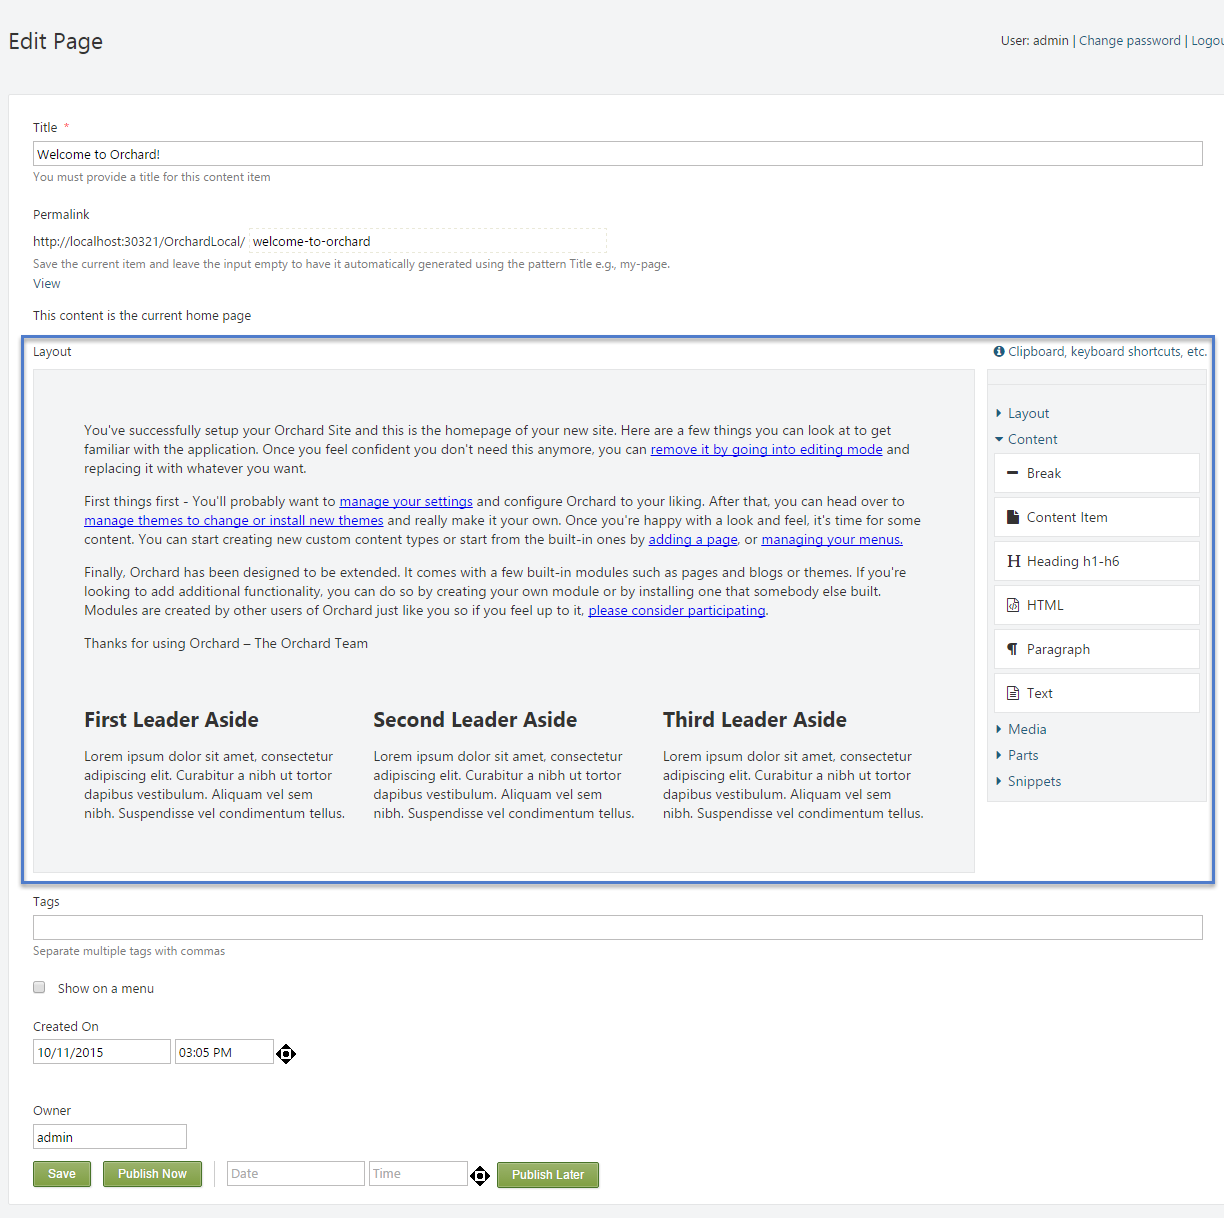 Edit Page
User: admin | Change password | Logou
Title *
Welcome to Orchard!
You must provide a title for this content item
Permalink
http://localhost:30321/OrchardLocal/ welcome-to-orchard
Save the current item and leave the input empty to have it automatically generated using the pattern Title e.g., my-page.
View
This content is the current home page
Layout
Clipboard, keyboard shortcuts, etc.
You've successfully setup your Orchard Site and this is the homepage of your new site. Here are a few things you can look at to get
familiar with the application. Once you feel confident you don't need this anymore, you can remove it by going into editing mode and
replacing it with whatever you want.
First things first - You'll probably want to manage your settings and configure Orchard to your liking. After that, you can head over to
manage themes to change or install new themes and really make it your own. Once you're happy with a look and feel, it's time for some
content. You can start creating new custom content types or start from the built-in ones by adding a page, or managing your menus.
Finally, Orchard has been designed to be extended. It comes with a few built-in modules such as pages and blogs or themes. If you're
looking to add additional functionality, you can do so by creating your own module or by installing one that somebody else built.
Modules are created by other users of Orchard just like you so if you feel up to it, please consider participating.
Thanks for using Orchard – The Orchard Team
First Leader Aside
Lorem ipsum dolor sit amet, consectetur
adipiscing elit. Curabitur a nibh ut tortor
dapibus vestibulum. Aliquam vel sem
nibh. Suspendisse vel condimentum tellus.
Second Leader Aside
Lorem ipsum dolor sit amet, consectetur
adipiscing elit. Curabitur a nibh ut tortor
dapibus vestibulum. Aliquam vel sem
nibh. Suspendisse vel condimentum tellus.
Third Leader Aside
Lorem ipsum dolor sit amet, consectetur
adipiscing elit. Curabitur a nibh ut tortor
dapibus vestibulum. Aliquam vel sem
nibh. Suspendisse vel condimentum tellus.
Layout
Content
Break
Content Item
H Heading h1-h6
HTML
¶ Paragraph
Text
Media
Parts
Snippets
Tags
Separate multiple tags with commas
Show on a menu
Created On
10/11/2015 03:05 PM
Owner
admin
Save Publish Now Date Time Publish Later